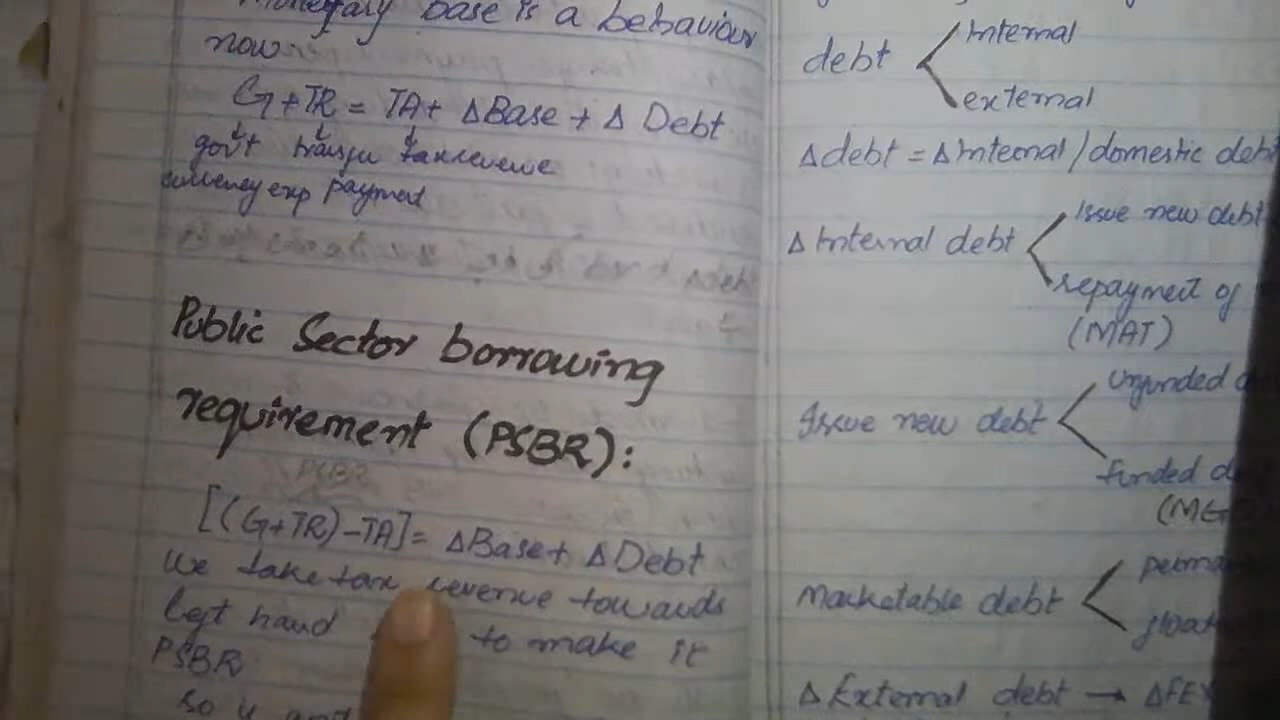 Monetary base is a behaviour
now
G+TR = TA+ ΔBase + Δ Debt
gov't transfer tax revenue
currency exp payment
Public Sector borrowing
requirement (PSBR):
PSBR
[(G+TR)-TA] = ΔBase + ΔDebt
We take tax revenue towards
left hand to make it
PSBR
so
debt
Internal
external
Δdebt = Δ Internal / domestic debt
Δ Internal debt
Issue new debt
repayment of
(MAT)
Issue new debt
unfunded
funded
Marketable debt
Δ External debt →